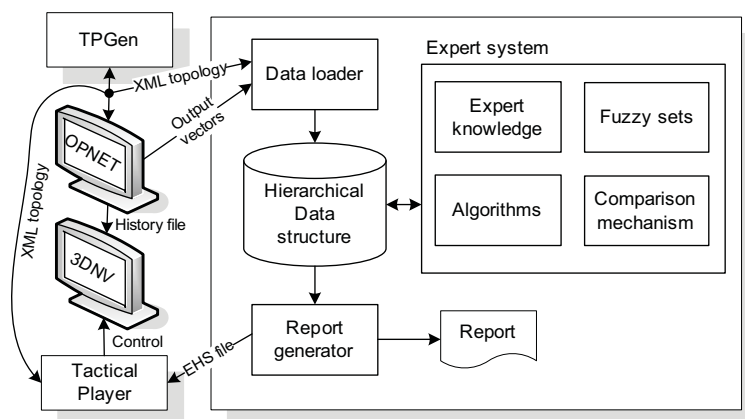 TPGen
XML topology
Output
vectors
OPNET
XML topology
History file
3DNV
Control
Tactical
Player
EHS file
Data loader
Hierarchical
Data
structure
Report
generator
Report
Expert system
Expert
knowledge
Fuzzy sets
Algorithms
Comparison
mechanism